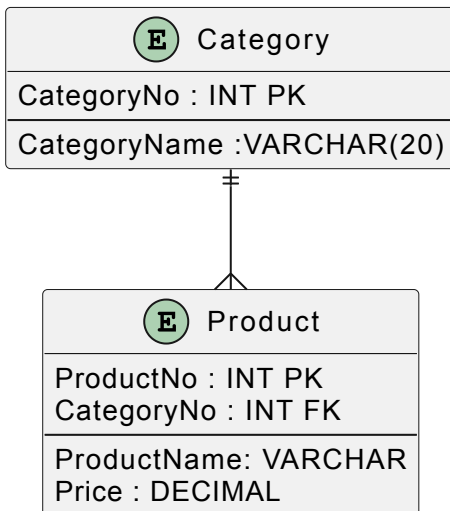 E Category
CategoryNo : INT PK
CategoryName :VARCHAR(20)
E Product
ProductNo : INT PK
CategoryNo : INT FK
ProductName: VARCHAR
Price : DECIMAL